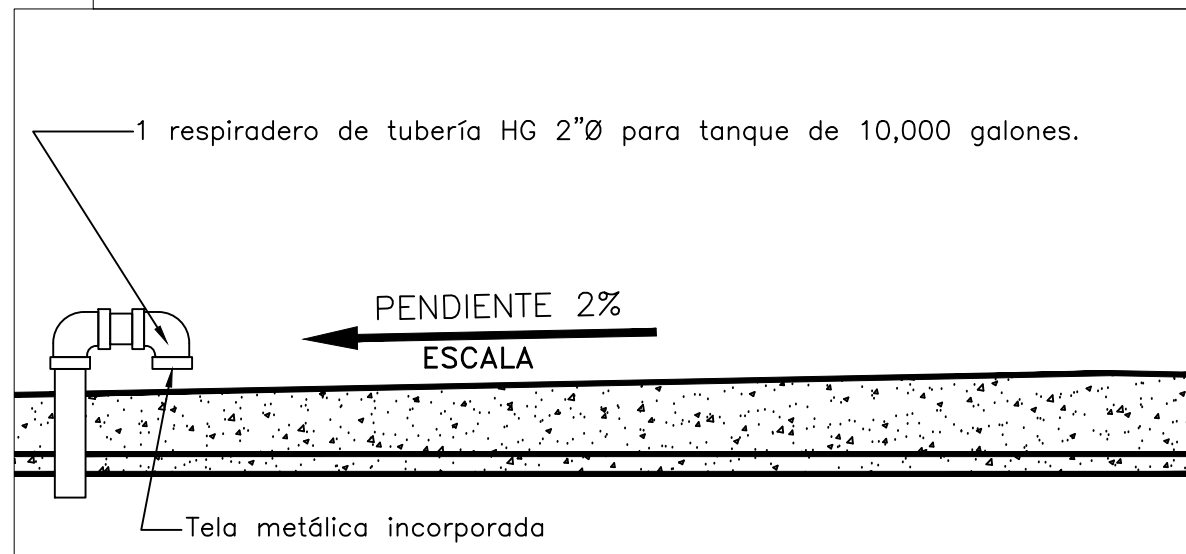 1 respiradero de tubería HG 2"Ø para tanque de 10,000 galones.
PENDIENTE 2%
ESCALA
Tela metálica incorporada